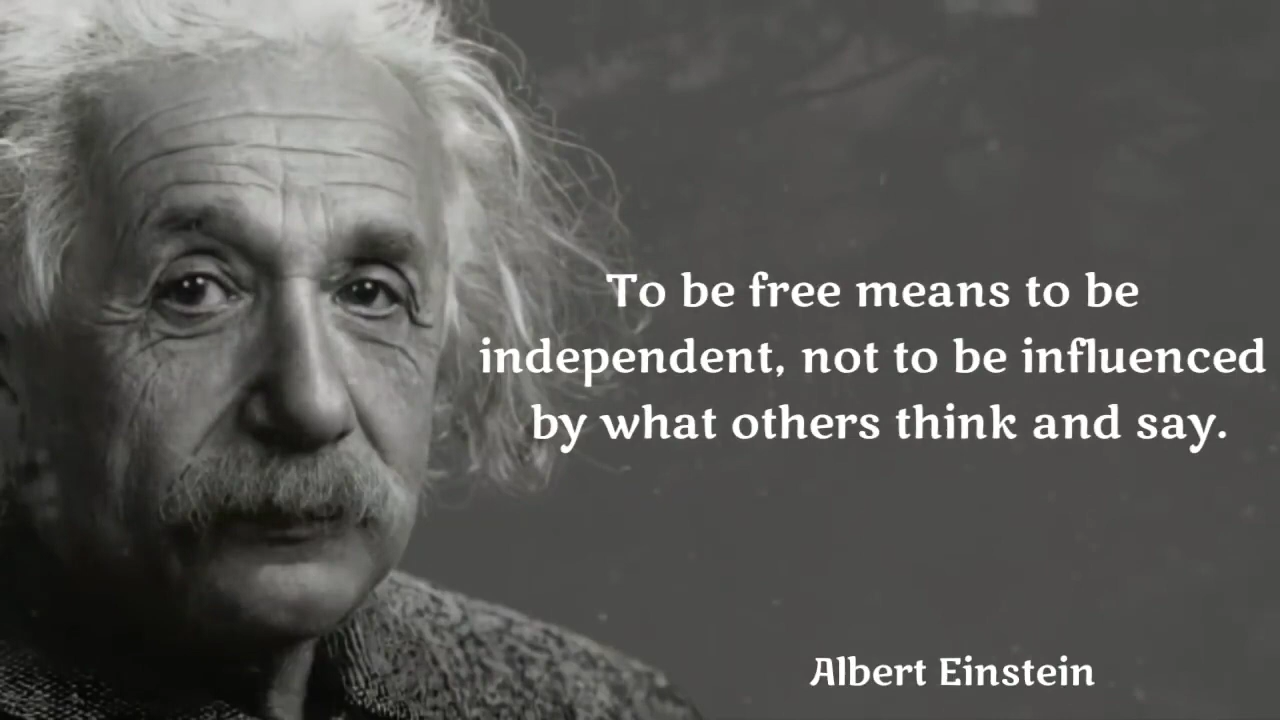 To be free means to be
independent, not to be influenced
by what others think and say.
Albert Einstein